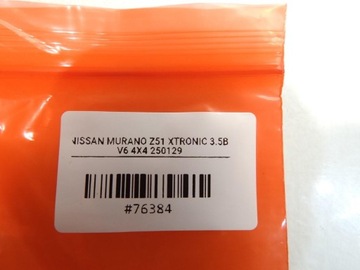 NISSAN MURANO Z51 XTRONIC 3.5B
V6 4X4 250129
#76384